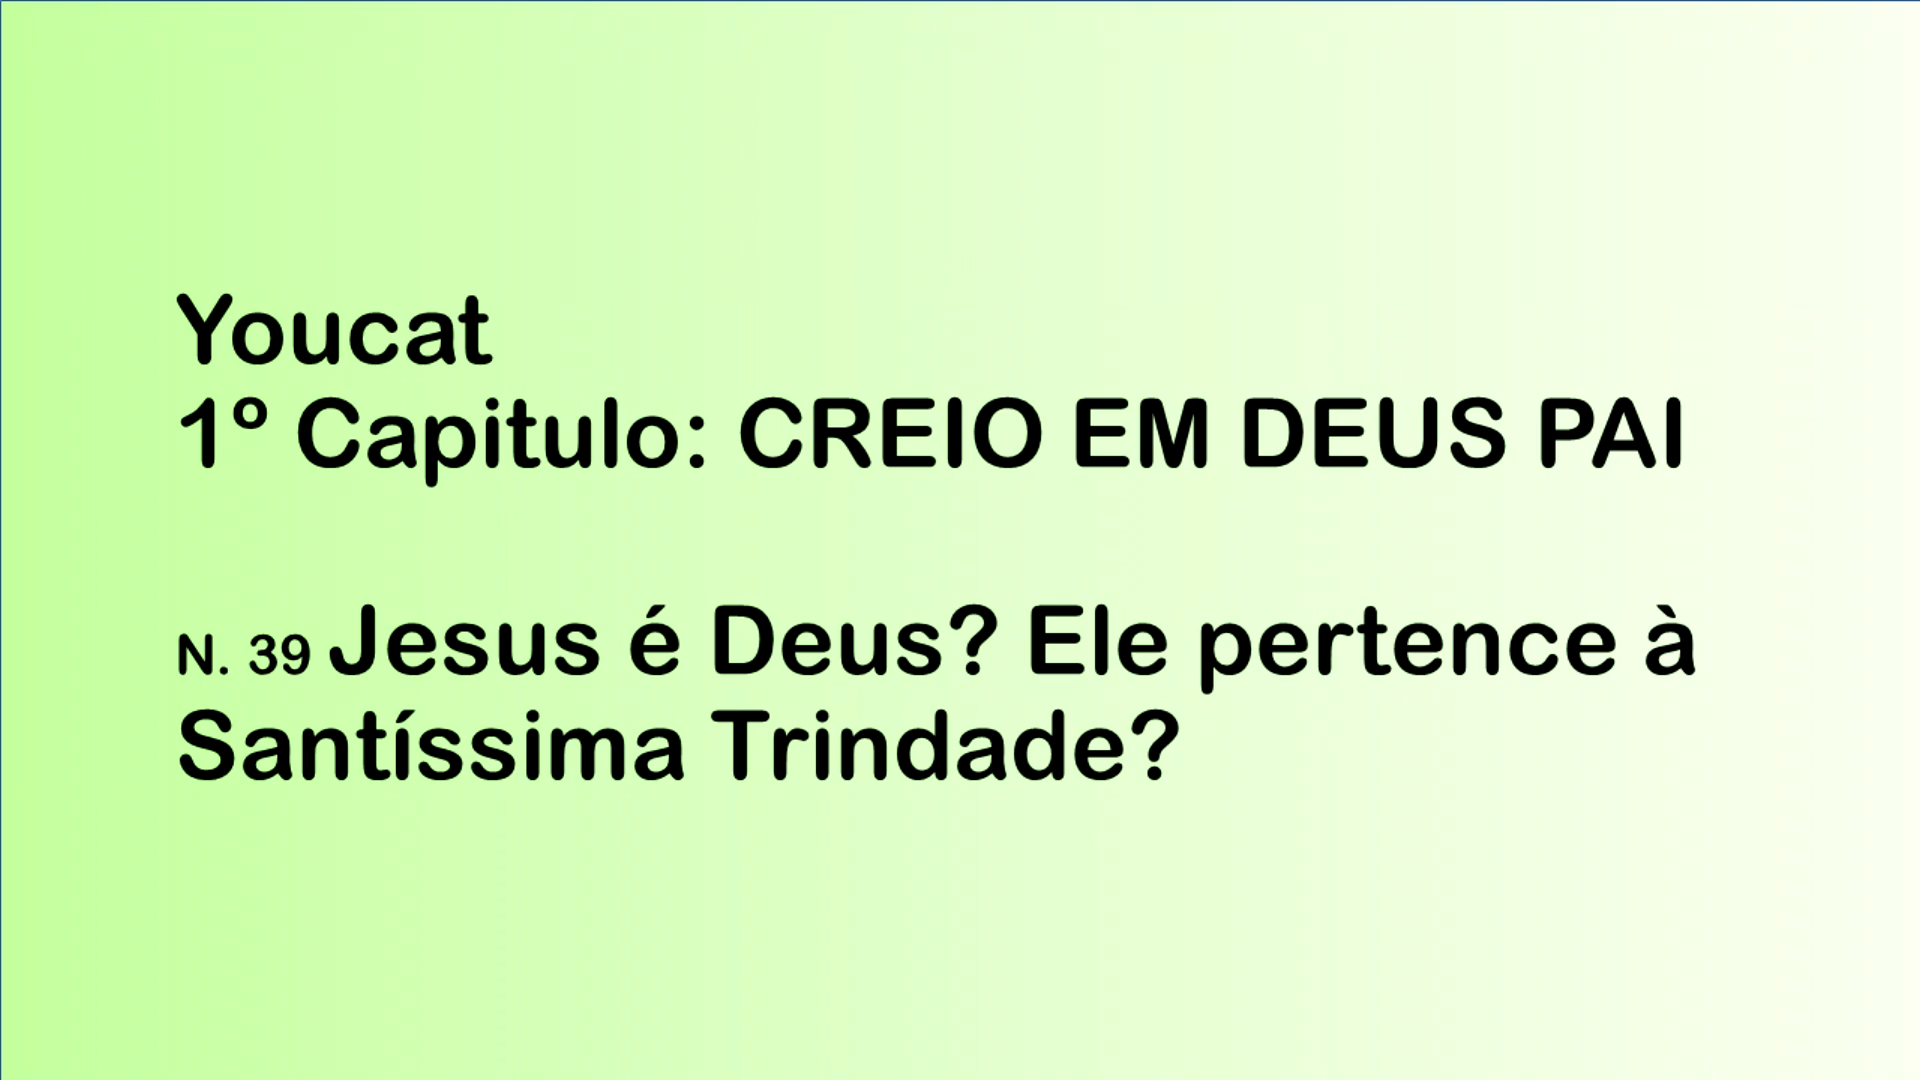 Youcat
1º Capitulo: CREIO EM DEUS PAI
N. 39 Jesus é Deus? Ele pertence à
Santíssima Trindade?